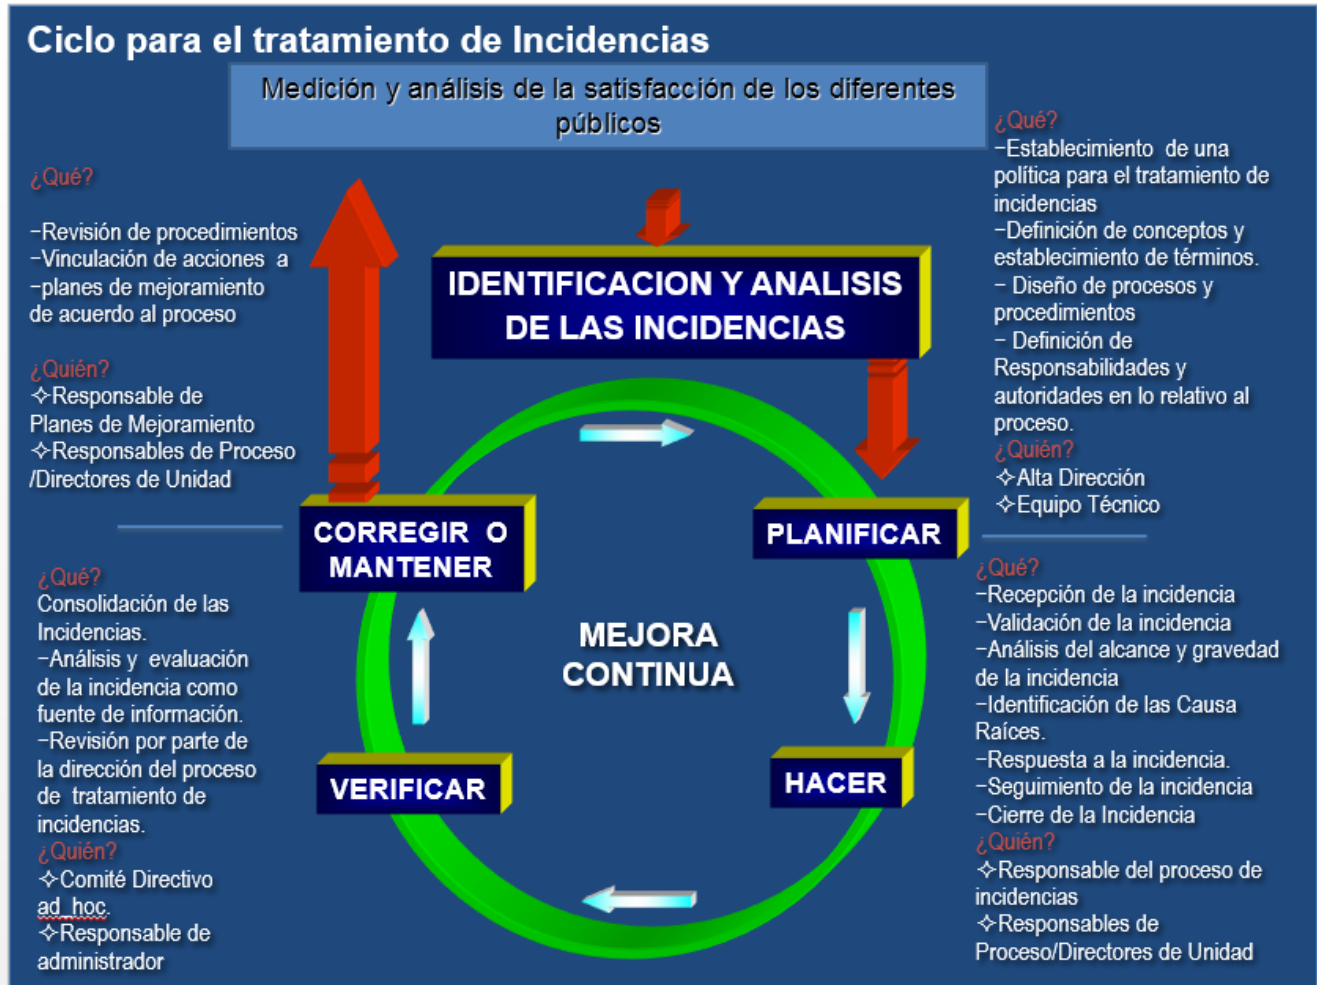 Ciclo para el tratamiento de Incidencias
Medición y análisis de la satisfacción de los diferentes
públicos
¿Qué?
−Revisión de procedimientos
−Vinculación de acciones a
−planes de mejoramiento
de acuerdo al proceso
¿Quién?
✧Responsable de
Planes de Mejoramiento
✧Responsables de Proceso
/Directores de Unidad
IDENTIFICACION Y ANALISIS
DE LAS INCIDENCIAS
¿Qué?
−Establecimiento de una
política para el tratamiento de
incidencias
−Definición de conceptos y
establecimiento de términos.
− Diseño de procesos y
procedimientos
− Definición de
Responsabilidades y
autoridades en lo relativo al
proceso.
¿Quién?
✧Alta Dirección
✧Equipo Técnico
CORREGIR O
MANTENER
PLANIFICAR
MEJORA
CONTINUA
VERIFICAR
HACER
¿Qué?
Consolidación de las
Incidencias.
−Análisis y evaluación
de la incidencia como
fuente de información.
−Revisión por parte de
la dirección del proceso
de tratamiento de
incidencias.
¿Quién?
✧Comité Directivo
ad_hoc.
✧Responsable de
administrador
¿Qué?
−Recepción de la incidencia
−Validación de la incidencia
−Análisis del alcance y gravedad
de la incidencia
−Identificación de las Causa
Raíces.
−Respuesta a la incidencia.
−Seguimiento de la incidencia
−Cierre de la Incidencia
¿Quién?
✧Responsable del proceso de
incidencias
✧Responsables de
Proceso/Directores de Unidad